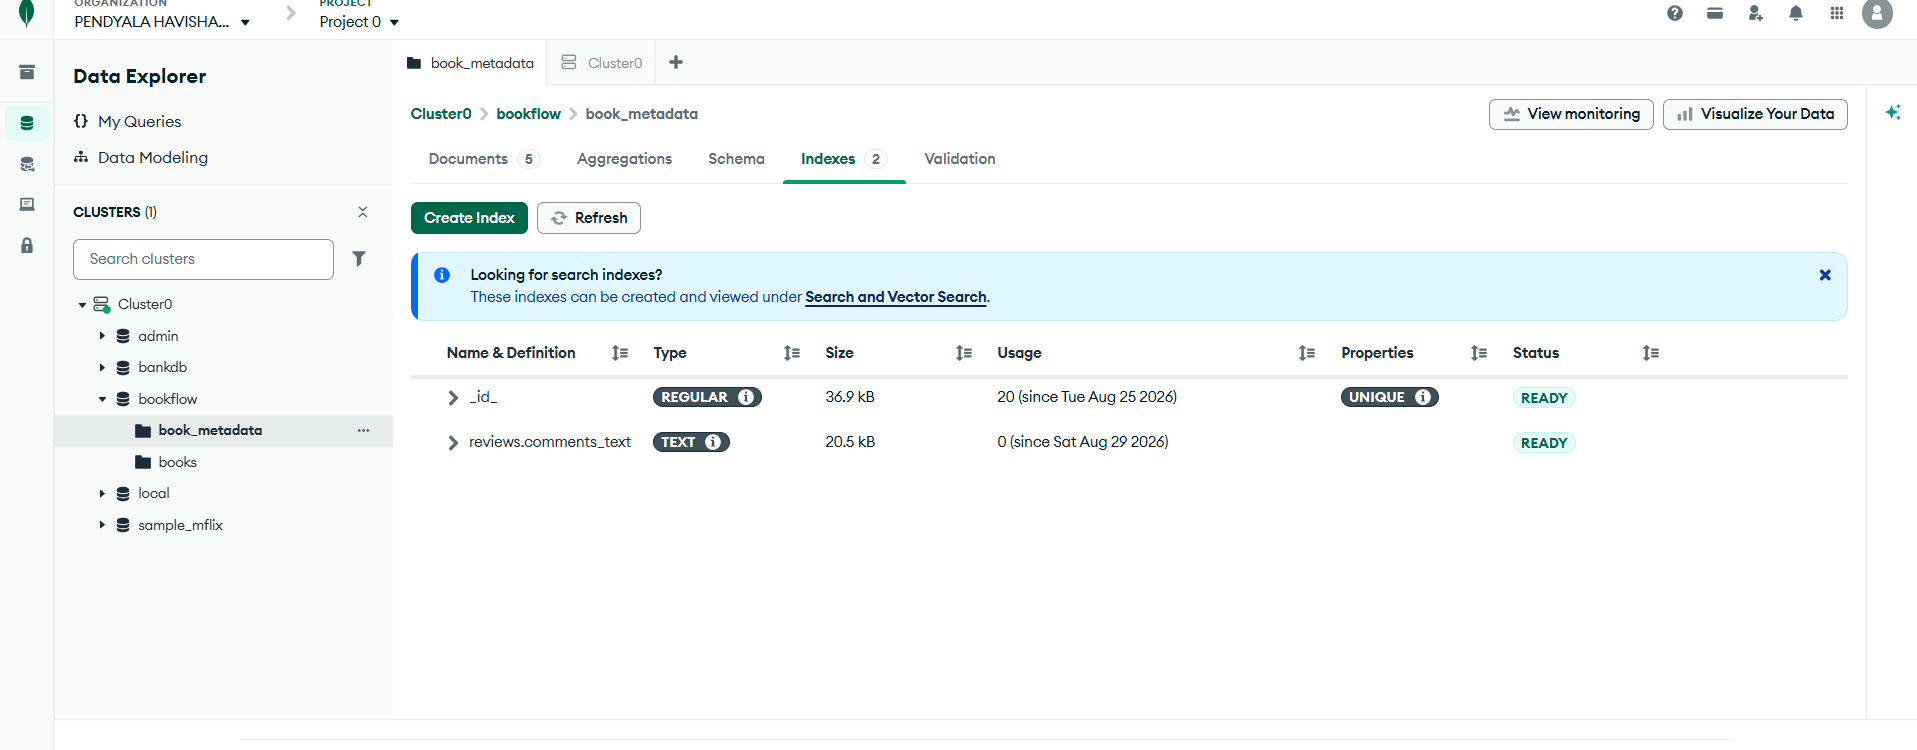 ORGANIZATION
PENDYALA HAVISHA...
PROJECT
Project 0
Data Explorer
My Queries
Data Modeling
CLUSTERS (1)
Search clusters
Cluster0
admin
bankdb
bookflow
book_metadata
books
local
sample_mflix
book_metadata
Cluster0
Cluster0 > bookflow > book_metadata
View monitoring
Visualize Your Data
Documents 5
Aggregations
Schema
Indexes 2
Validation
Create Index
Refresh
Looking for search indexes?
These indexes can be created and viewed under Search and Vector Search.
Name & Definition Type Size Usage Properties Status
_id_ REGULAR 36.9 kB 20 (since Tue Aug 25 2026) UNIQUE READY
reviews.comments_text TEXT 20.5 kB 0 (since Sat Aug 29 2026) READY